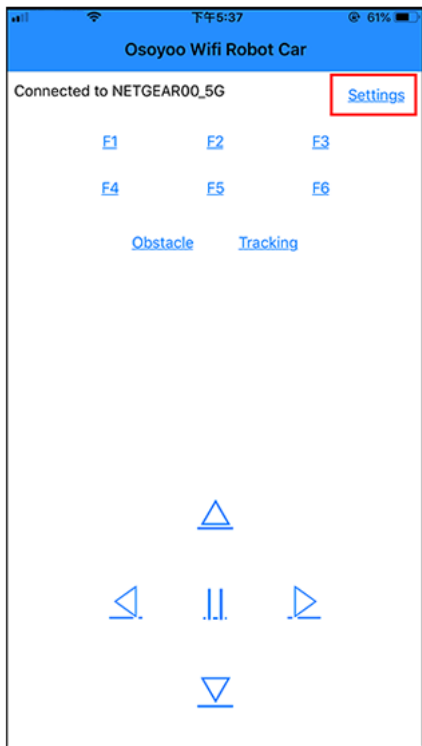 下午5:37 61%
Osoyoo Wifi Robot Car
Connected to NETGEAR00_5G Settings
F1 F2 F3
F4 F5 F6
Obstacle Tracking